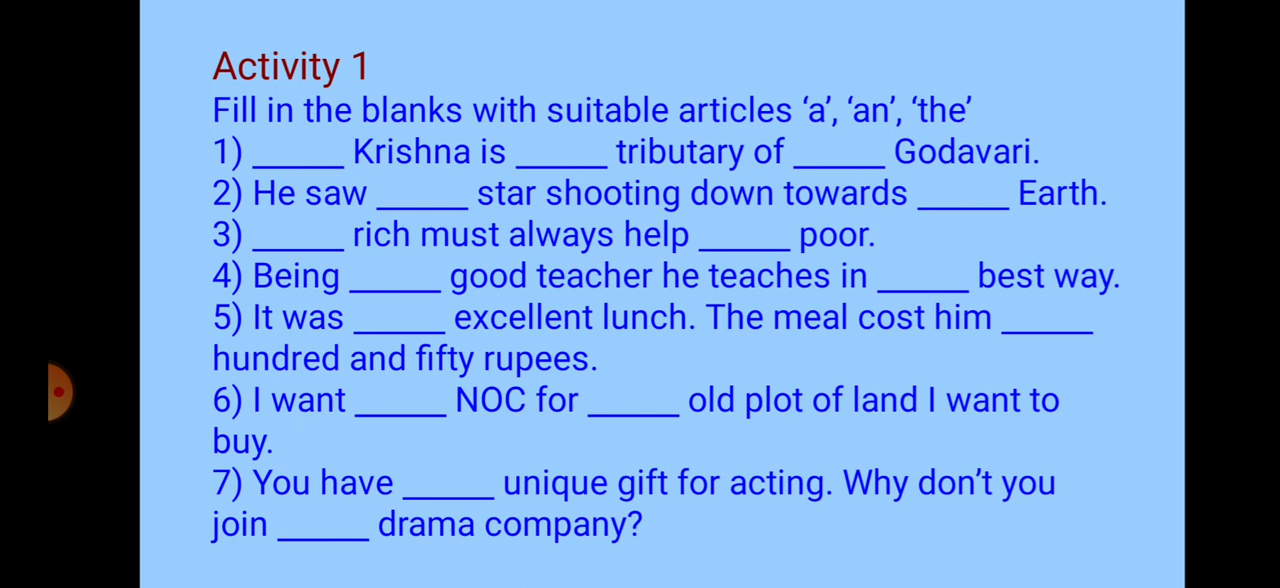 Activity 1
Fill in the blanks with suitable articles ‘a’, ‘an’, ‘the’
1) _____ Krishna is _____ tributary of _____ Godavari.
2) He saw _____ star shooting down towards _____ Earth.
3) _____ rich must always help _____ poor.
4) Being _____ good teacher he teaches in _____ best way.
5) It was _____ excellent lunch. The meal cost him _____
hundred and fifty rupees.
6) I want _____ NOC for _____ old plot of land I want to
buy.
7) You have _____ unique gift for acting. Why don’t you
join _____ drama company?